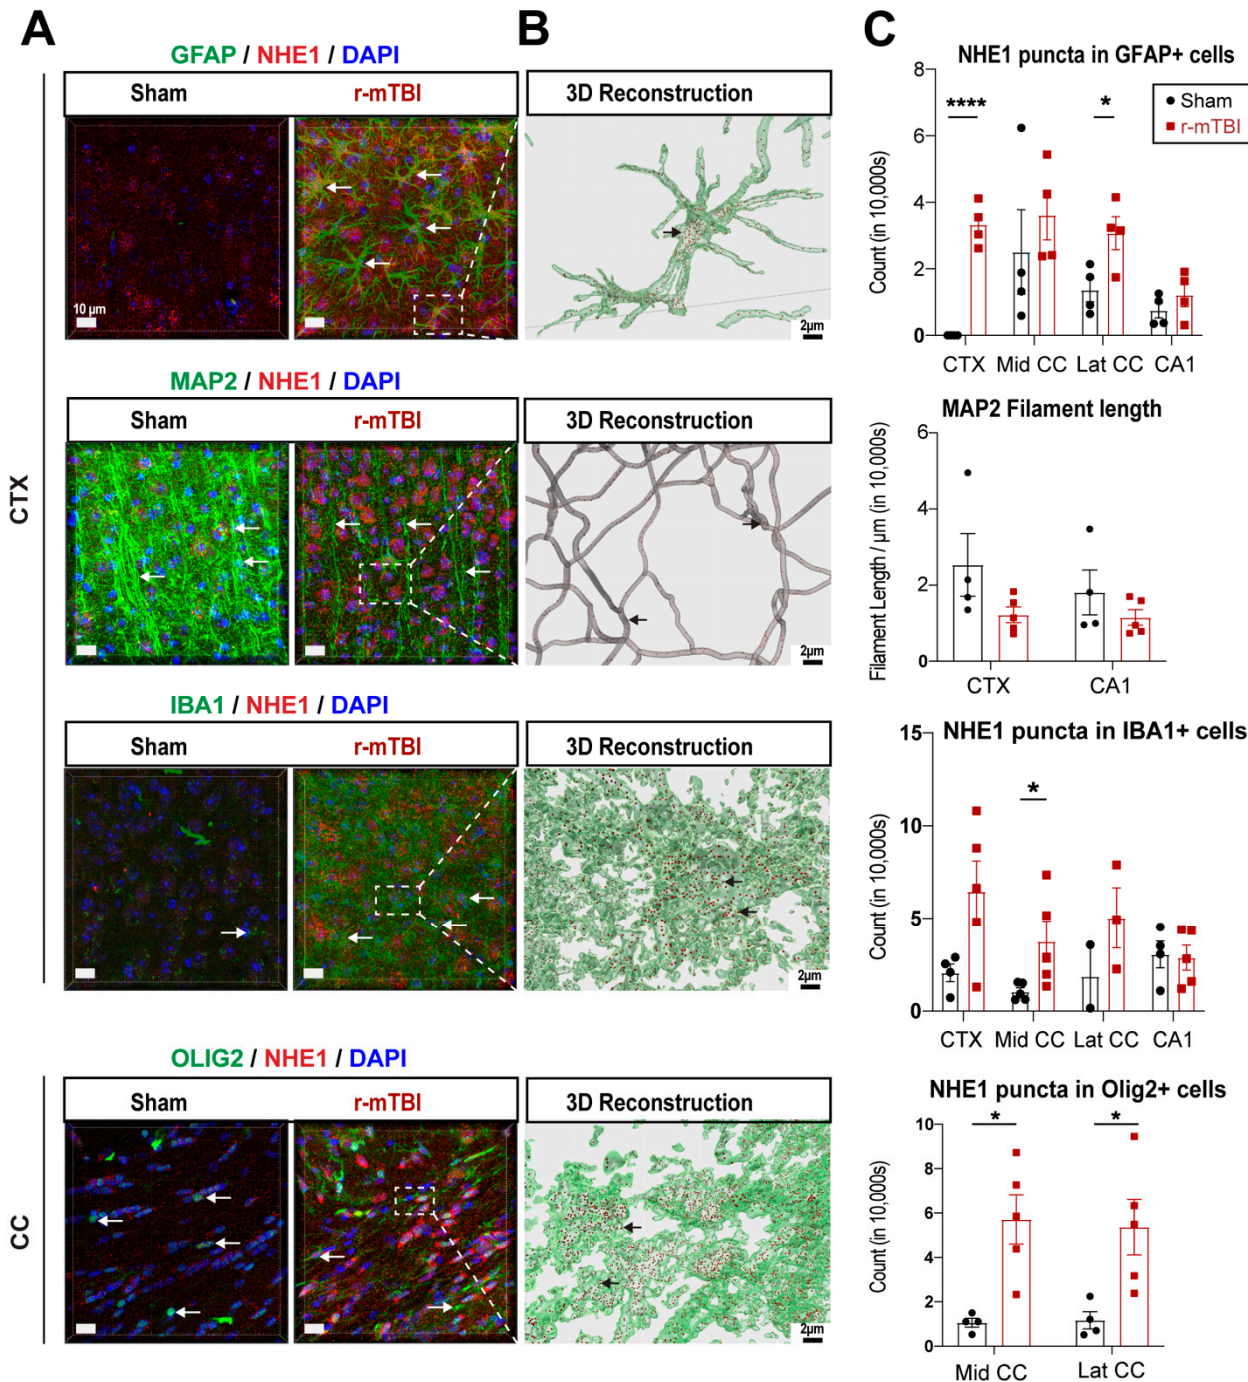 A
B
C
GFAP / NHE1 / DAPI
Sham
r-mTBI
3D Reconstruction
10 µm
2µm
MAP2 / NHE1 / DAPI
Sham
r-mTBI
3D Reconstruction
2µm
CTX
IBA1 / NHE1 / DAPI
Sham
r-mTBI
3D Reconstruction
2µm
OLIG2 / NHE1 / DAPI
Sham
r-mTBI
3D Reconstruction
2µm
CC
NHE1 puncta in GFAP+ cells
Sham
r-mTBI
****
*
Count (in 10,000s)
8
6
4
2
0
CTX Mid CC Lat CC CA1
MAP2 Filament length
Filament Length / µm (in 10,000s)
6
4
2
0
CTX CA1
NHE1 puncta in IBA1+ cells
*
Count (in 10,000s)
15
10
5
0
CTX Mid CC Lat CC CA1
NHE1 puncta in Olig2+ cells
* *
Count (in 10,000s)
10
8
6
4
2
0
Mid CC Lat CC